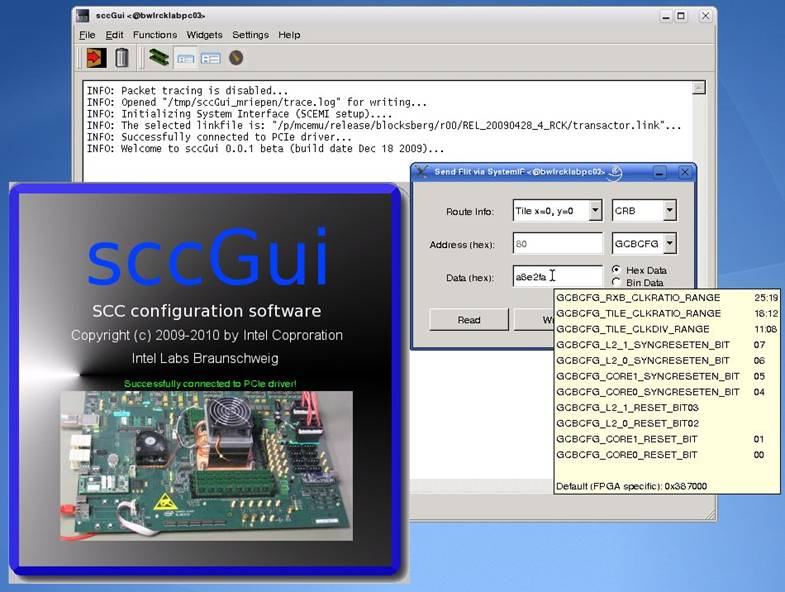 sccGui <@bwlrcklabpc03>
File Edit Functions Widgets Settings Help
INFO: Packet tracing is disabled...
INFO: Opened "/tmp/sccGui_mriepen/trace.log" for writing...
INFO: Initializing System Interface (SCEMI setup)....
INFO: The selected linkfile is: "/p/mcemu/release/blocksberg/r00/REL_20090428_4_RCK/transactor.link"...
INFO: Successfully connected to PCIe driver...
INFO: Welcome to sccGui 0.0.1 beta (build date Dec 18 2009)...
Send Flit via SystemIF <@bwlrcklabpc03>
Route Info: Tile x=0, y=0 CRB
Address (hex): 80 GCBCFG
Data (hex): a8e2fa Hex Data
Bin Data
Read
GCBCFG_RXB_CLKRATIO_RANGE 25:19
GCBCFG_TILE_CLKRATIO_RANGE 18:12
GCBCFG_TILE_CLKDIV_RANGE 11:08
GCBCFG_L2_1_SYNCRESETEN_BIT 07
GCBCFG_L2_0_SYNCRESETEN_BIT 06
GCBCFG_CORE1_SYNCRESETEN_BIT 05
GCBCFG_CORE0_SYNCRESETEN_BIT 04
GCBCFG_L2_1_RESET_BIT03
GCBCFG_L2_0_RESET_BIT02
GCBCFG_CORE1_RESET_BIT 01
GCBCFG_CORE0_RESET_BIT 00
Default (FPGA specific): 0x387000
sccGui
SCC configuration software
Copyright (c) 2009-2010 by Intel Coproration
Intel Labs Braunschweig
Successfully connected to PCIe driver!